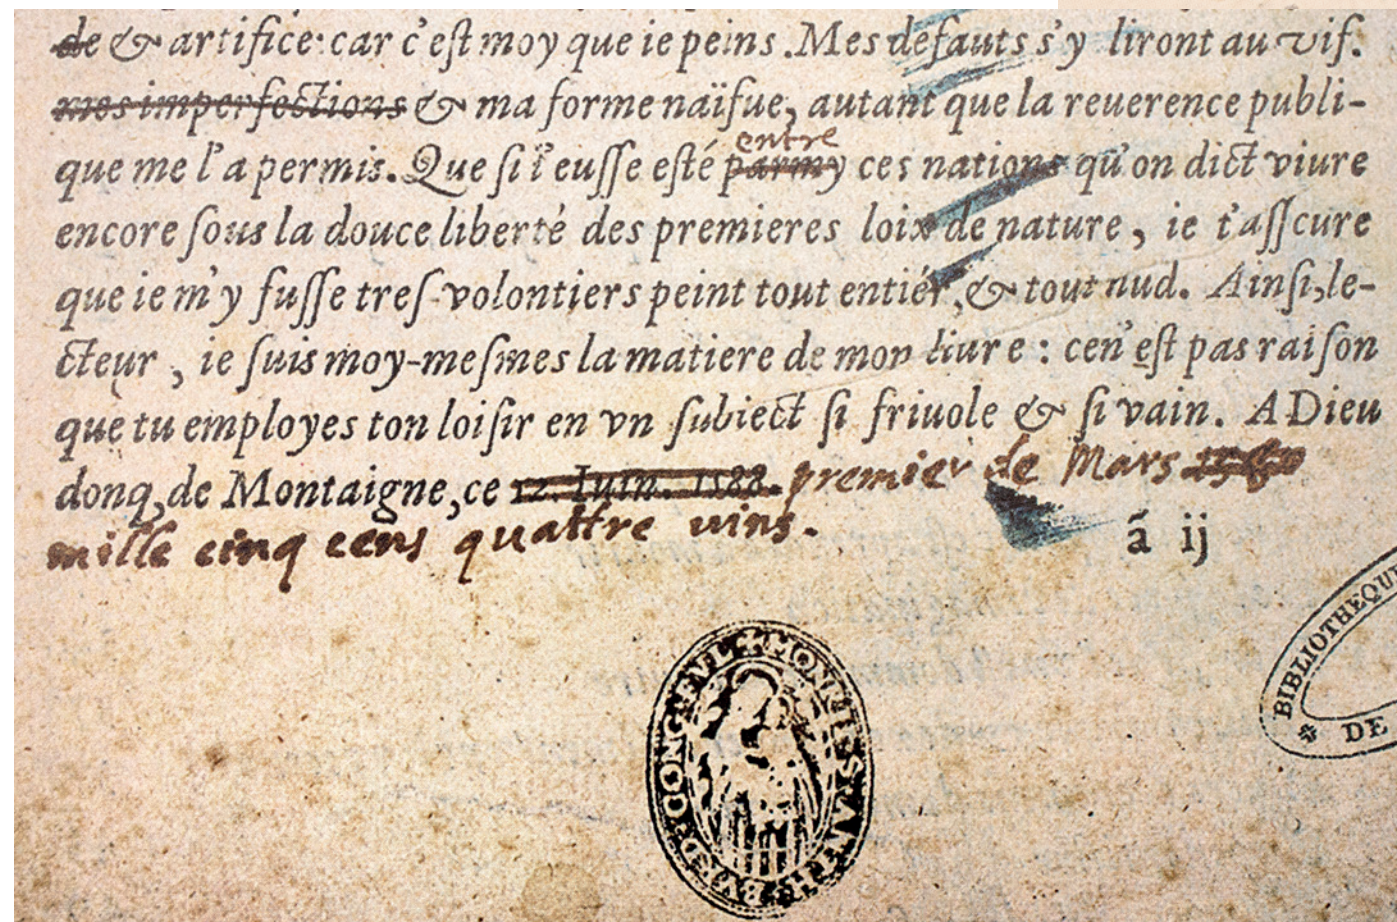 de & artifice: car c'eſt moy que ie peins. Mes defauts s'y liront au vif.
mes imperfections & ma forme naïfue, autant que la reuerence publi-
entre
que me l'a permis. Que ſi i'euſſe eſté parmy ces nations qu'on dict viure
encore ſous la douce liberté des premieres loix de nature, ie t'aſſeure
que ie m'y fuſſe treſ-volontiers peint tout entiér, & tout nud. Ainſi, le-
cteur, ie ſuis moy-meſmes la matiere de mon liure: ce n'eſt pas raiſon
que tu employes ton loiſir en vn ſubiect ſi friuole & ſi vain. A Dieu
donq, de Montaigne, ce 12. Iuin. 1588. premier de Mars 1580
mille cinq cens quattre uins.
ã ij
BIBLIOTHEQUE
DE